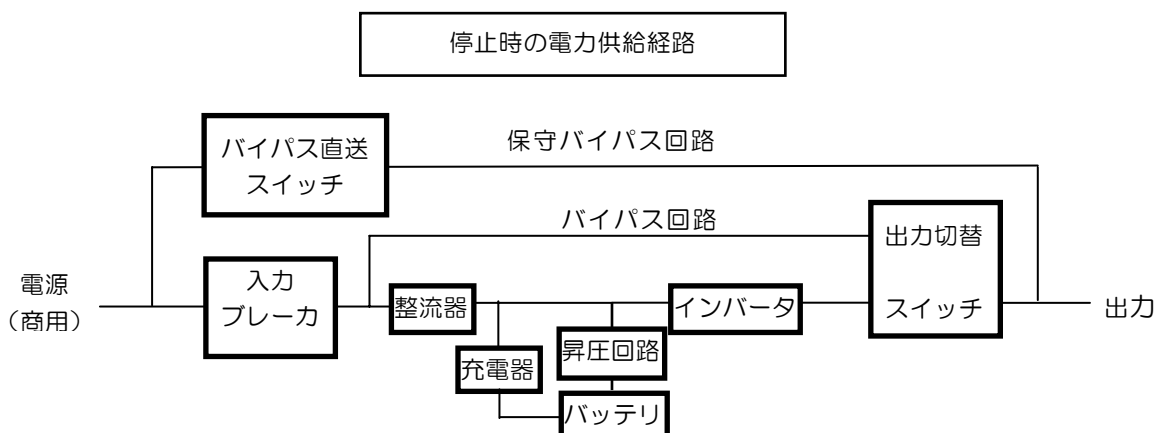 停止時の電力供給経路
バイパス直送
スイッチ
保守バイパス回路
バイパス回路
出力切替
スイッチ
電源
（商用）
入力
ブレーカ
整流器
インバータ
出力
充電器
昇圧回路
バッテリ